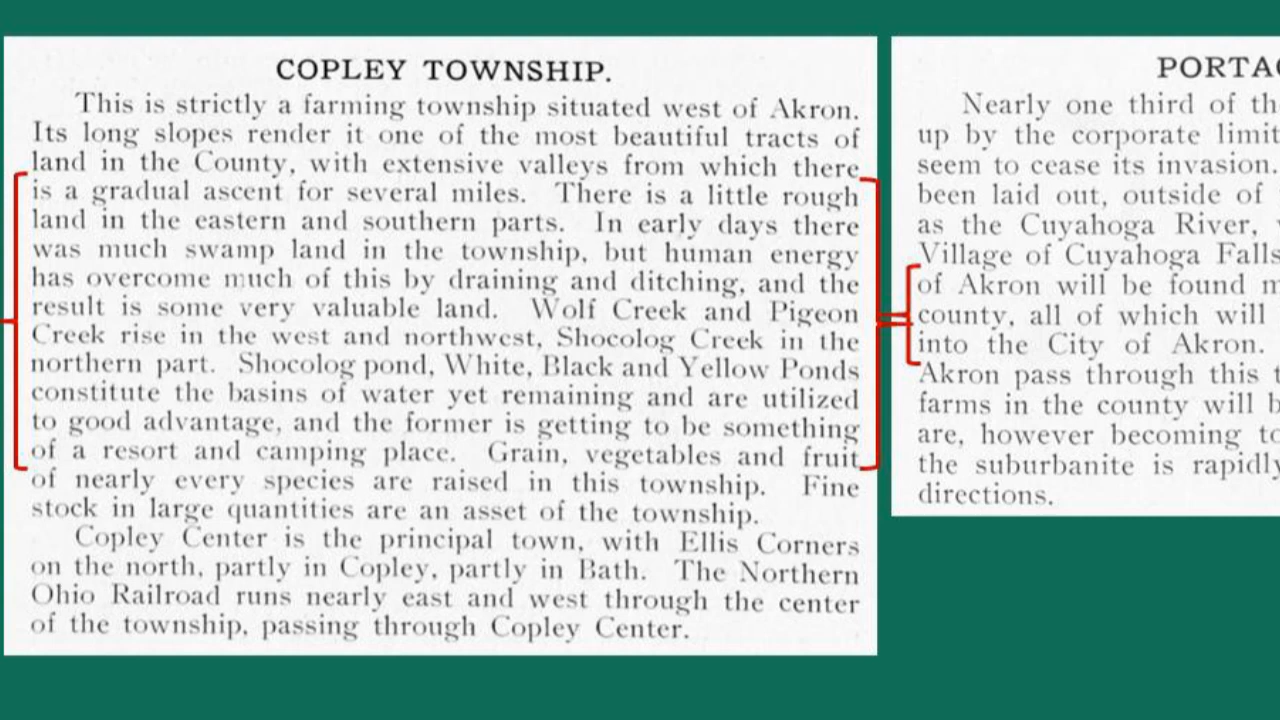 COPLEY TOWNSHIP.
This is strictly a farming township situated west of Akron.
Its long slopes render it one of the most beautiful tracts of
land in the County, with extensive valleys from which there
is a gradual ascent for several miles. There is a little rough
land in the eastern and southern parts. In early days there
was much swamp land in the township, but human energy
has overcome much of this by draining and ditching, and the
result is some very valuable land. Wolf Creek and Pigeon
Creek rise in the west and northwest, Shocolog Creek in the
northern part. Shocolog pond, White, Black and Yellow Ponds
constitute the basins of water yet remaining and are utilized
to good advantage, and the former is getting to be something
of a resort and camping place. Grain, vegetables and fruit
of nearly every species are raised in this township. Fine
stock in large quantities are an asset of the township.
Copley Center is the principal town, with Ellis Corners
on the north, partly in Copley, partly in Bath. The Northern
Ohio Railroad runs nearly east and west through the center
of the township, passing through Copley Center.
Nearly one third of
up by the corporate
seem to cease its invasion.
been laid out, outside of
as the Cuyahoga River,
Village of Cuyahoga Falls
of Akron will be found
county, all of which will
into the City of Akron.
Akron pass through this
farms in the county will
are, however becoming
the suburbanite is rapidly
directions.